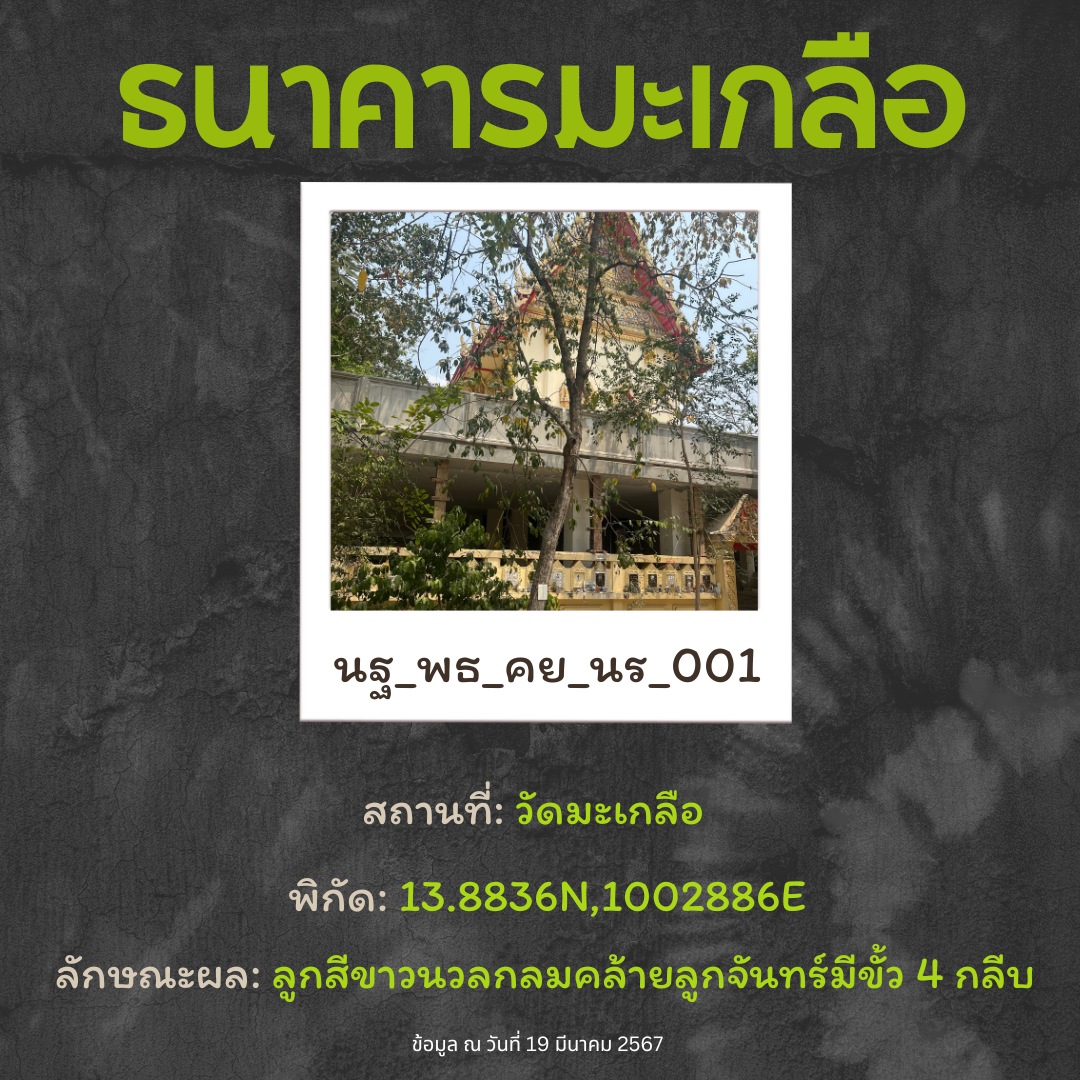 ธนาคารมะเกลือ
นฐ_พธ_คย_นร_001
สถานที่: วัดมะเกลือ
พิกัด: 13.8836N,1002886E
ลักษณะผล: ลูกสีขาวนวลกลมคล้ายลูกจันทร์มีขั้ว 4 กลีบ
ข้อมูล ณ วันที่ 19 มีนาคม 2567